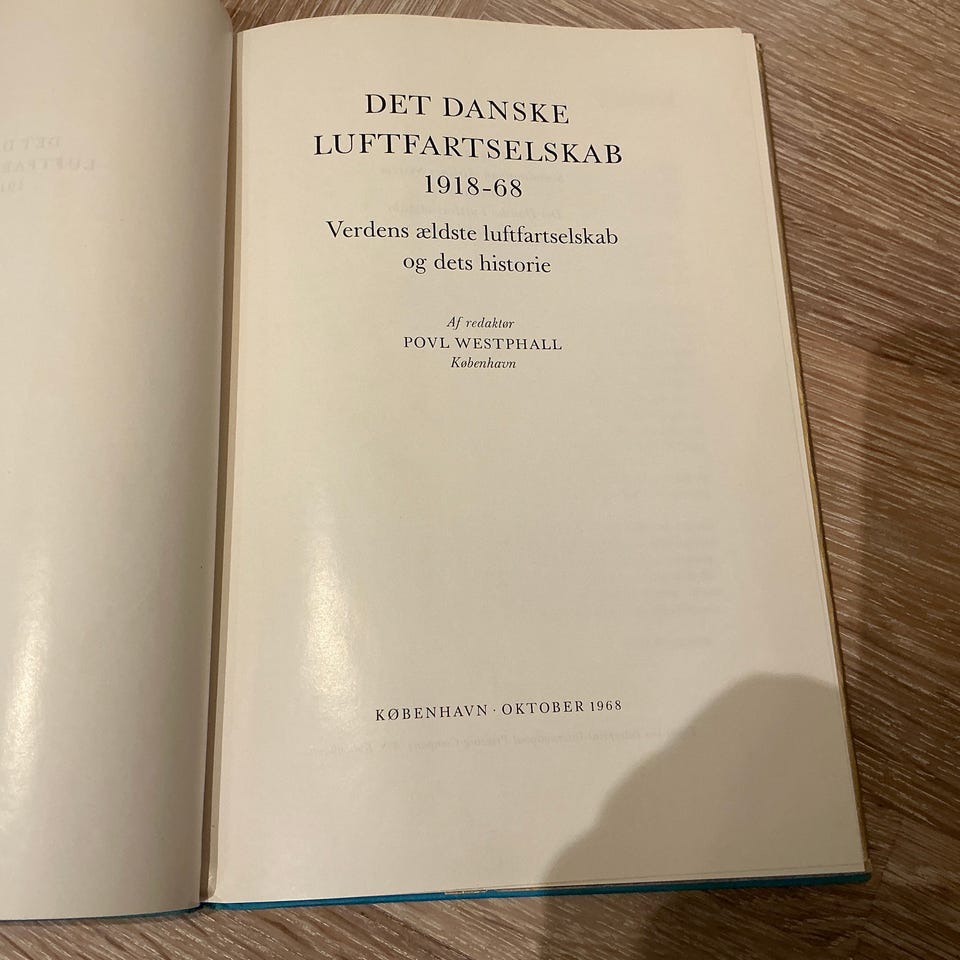 DET DANSKE
LUFTFARTSELSKAB
1918-68
Verdens ældste luftfartselskab
og dets historie
Af redaktør
POVL WESTPHALL
København
KØBENHAVN · OKTOBER 1968